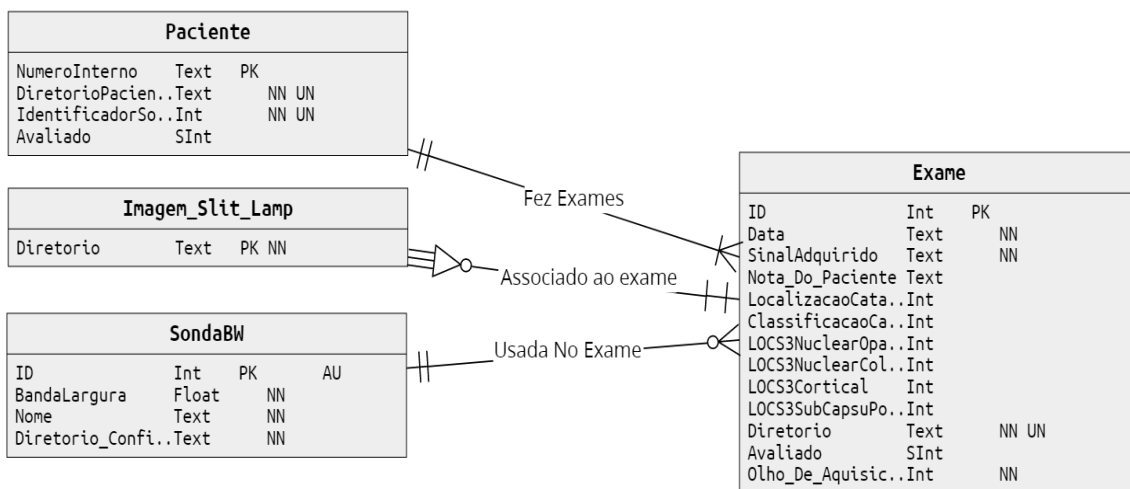 Paciente
NumeroInterno Text PK
DiretorioPacien..Text NN UN
IdentificadorSo..Int NN UN
Avaliado SInt
Fez Exames
Imagem_Slit_Lamp
Diretorio Text PK NN
Associado ao exame
SondaBW
ID Int PK AU
BandaLargura Float NN
Nome Text NN
Diretorio_Confi..Text NN
Usada No Exame
Exame
ID Int PK
Data Text NN
SinalAdquirido Text NN
Nota_Do_Paciente Text
LocalizacaoCata..Int
ClassificacaoCa..Int
LOCS3NuclearOpa..Int
LOCS3NuclearCol..Int
LOCS3Cortical Int
LOCS3SubCapsuPo..Int
Diretorio Text NN UN
Avaliado SInt
Olho_De_Aquisic..Int NN